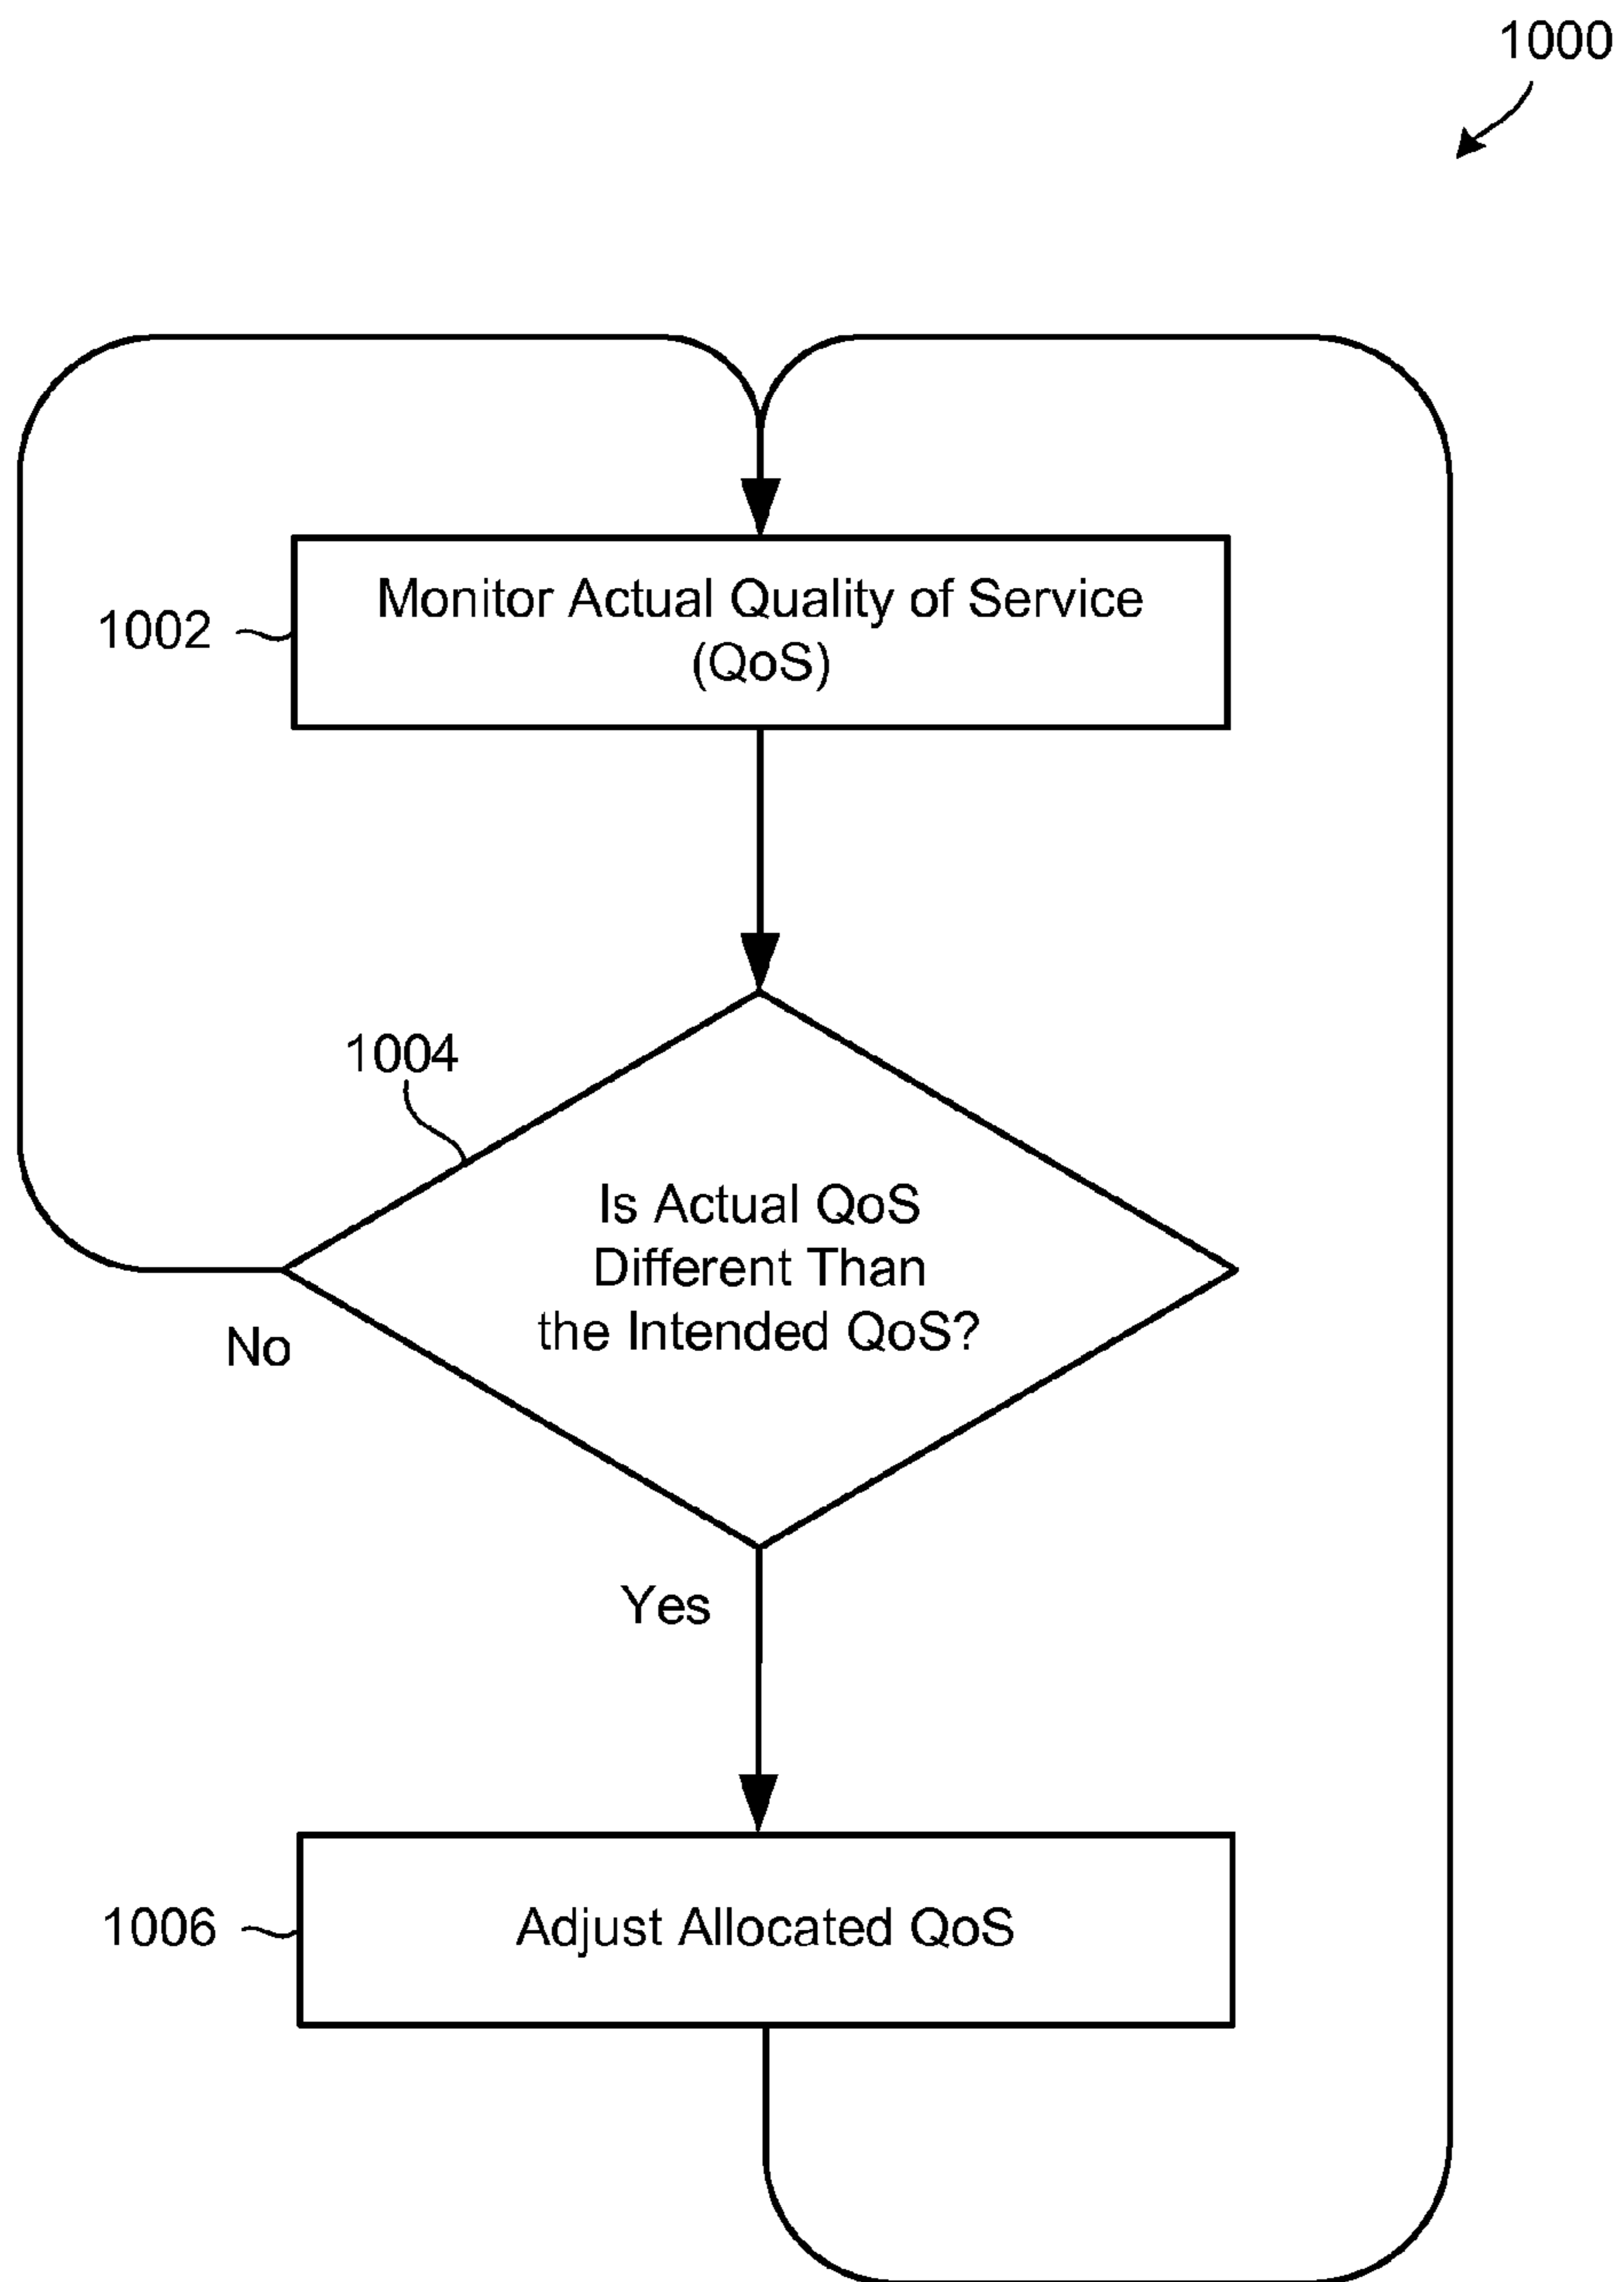 1000
Monitor Actual Quality of Service
(QoS)
1002
1004
Is Actual QoS
Different Than
the Intended QoS?
No
Yes
1006
Adjust Allocated QoS